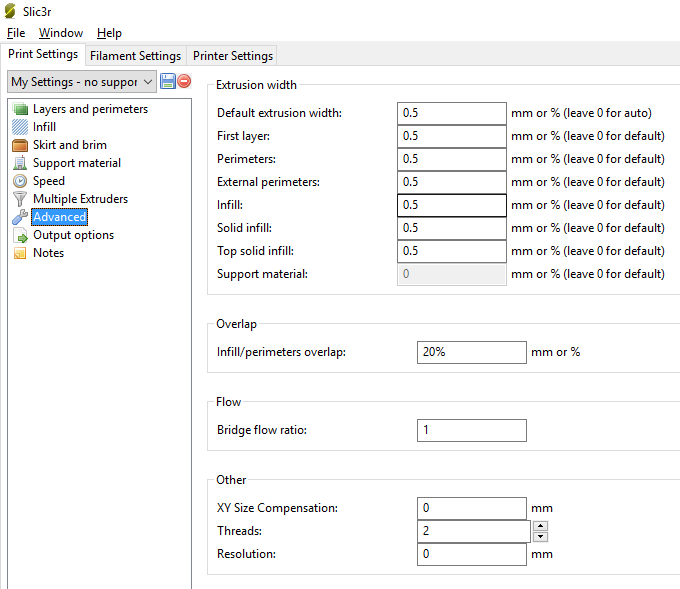 Slic3r
File Window Help
Print Settings Filament Settings Printer Settings
My Settings - no suppor
Layers and perimeters
Infill
Skirt and brim
Support material
Speed
Multiple Extruders
Advanced
Output options
Notes
Extrusion width
Default extrusion width: 0.5 mm or % (leave 0 for auto)
First layer: 0.5 mm or % (leave 0 for default)
Perimeters: 0.5 mm or % (leave 0 for default)
External perimeters: 0.5 mm or % (leave 0 for default)
Infill: 0.5 mm or % (leave 0 for default)
Solid infill: 0.5 mm or % (leave 0 for default)
Top solid infill: 0.5 mm or % (leave 0 for default)
Support material: 0 mm or % (leave 0 for default)
Overlap
Infill/perimeters overlap: 20% mm or %
Flow
Bridge flow ratio: 1
Other
XY Size Compensation: 0 mm
Threads: 2
Resolution: 0 mm